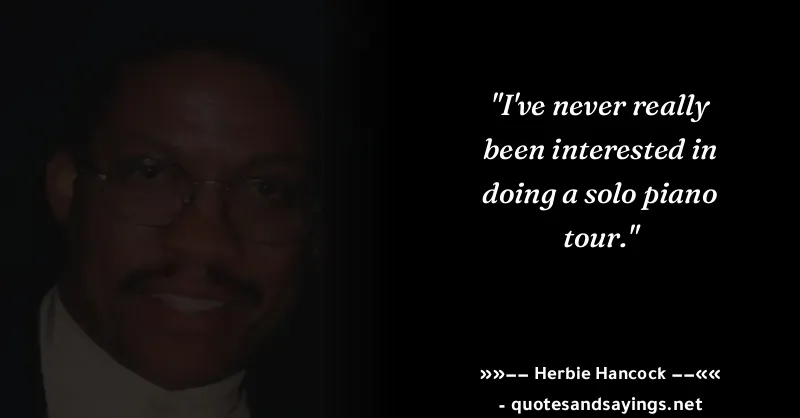 "I've never really
been interested in
doing a solo piano
tour."
»»−− Herbie Hancock −−««
- quotesandsayings.net